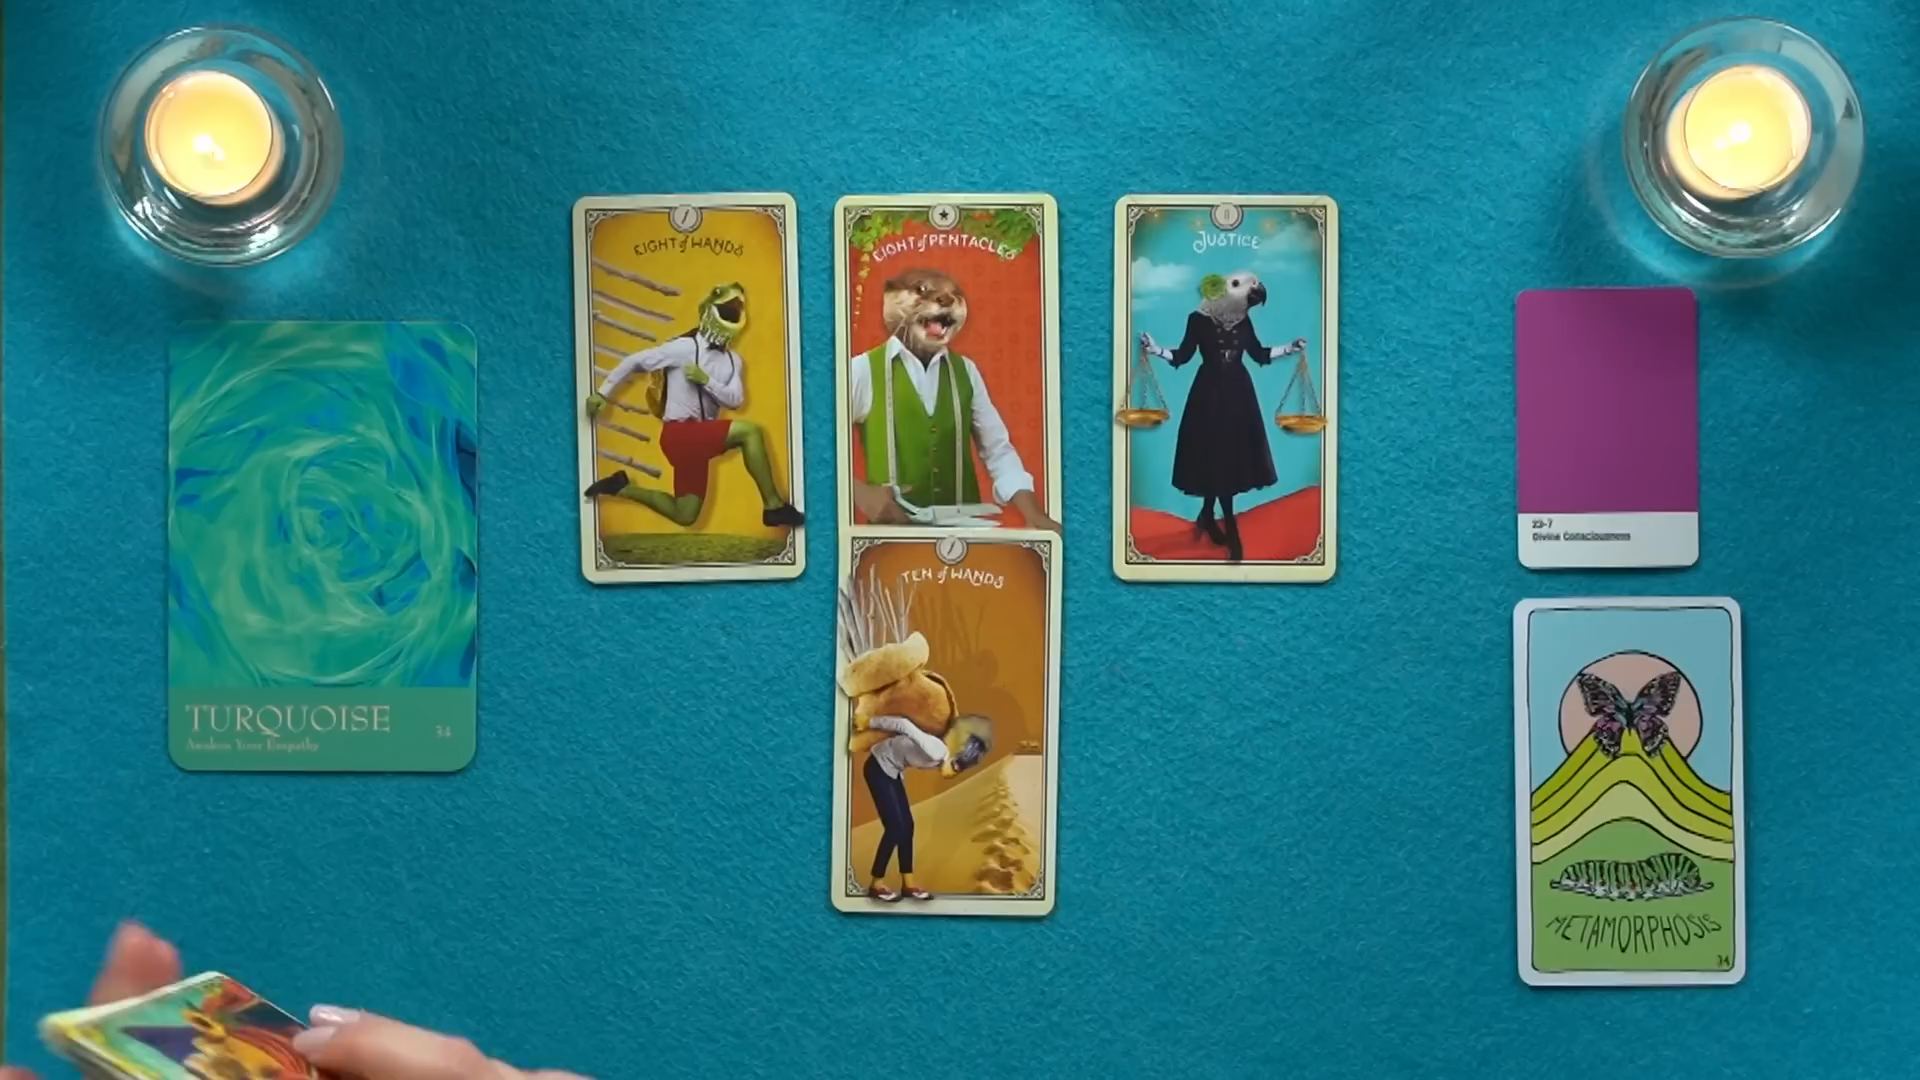 EIGHT of WANDS
EIGHT of PENTACLES
JUSTICE
TEN of WANDS
TURQUOISE
34
Awaken Your Empathy
23-7
Divine Consciousness
METAMORPHOSIS
34